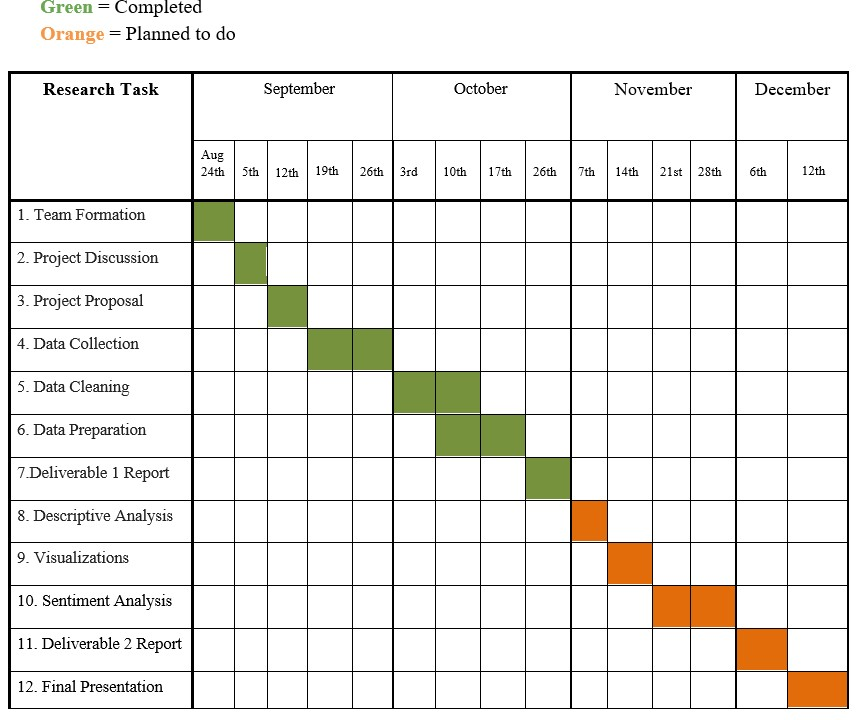 Green = Completed
Orange = Planned to do
Research Task September October November December
Aug
24th 5th 12th 19th 26th 3rd 10th 17th 26th 7th 14th 21st 28th 6th 12th
1. Team Formation
2. Project Discussion
3. Project Proposal
4. Data Collection
5. Data Cleaning
6. Data Preparation
7.Deliverable 1 Report
8. Descriptive Analysis
9. Visualizations
10. Sentiment Analysis
11. Deliverable 2 Report
12. Final Presentation